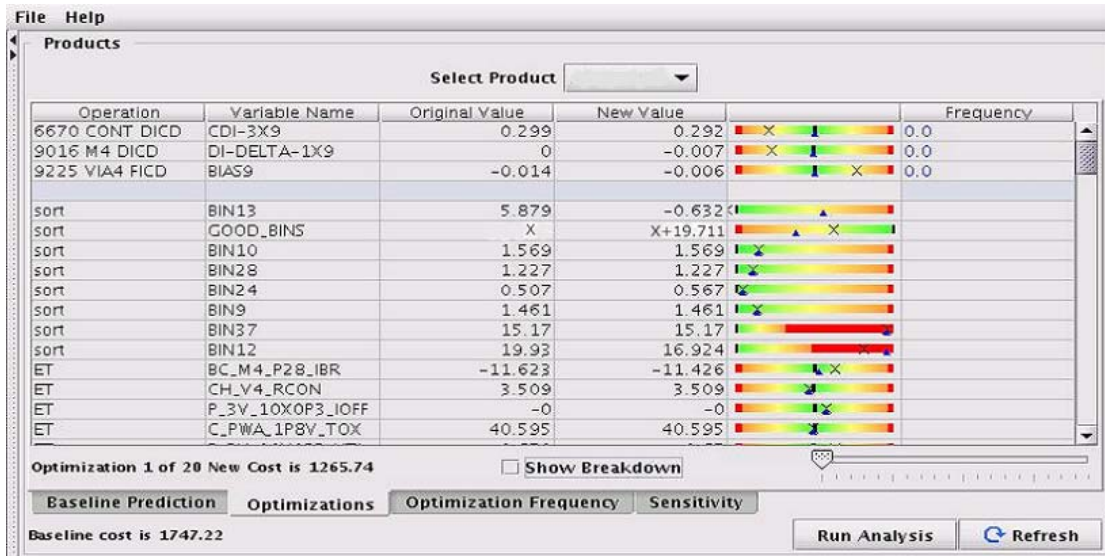 File Help
Products
Select Product
Operation Variable Name Original Value New Value Frequency
6670 CONT DICD CDI-3X9 0.299 0.292 0.0
9016 M4 DICD DI-DELTA-1X9 0 -0.007 0.0
9225 VIA4 FICD BIAS9 -0.014 -0.006 0.0
sort BIN13 5.879 -0.632
sort GOOD_BINS X X+19.711
sort BIN10 1.569 1.569
sort BIN28 1.227 1.227
sort BIN24 0.507 0.567
sort BIN9 1.461 1.461
sort BIN37 15.17 15.17
sort BIN12 19.93 16.924
ET BC_M4_P28_IBR -11.623 -11.426
ET CH_V4_RCON 3.509 3.509
ET P_3V_10X0P3_IOFF -0 -0
ET C_PWA_1P8V_TOX 40.595 40.595
Optimization 1 of 20 New Cost is 1265.74 Show Breakdown
Baseline Prediction Optimizations Optimization Frequency Sensitivity
Baseline cost is 1747.22 Run Analysis Refresh